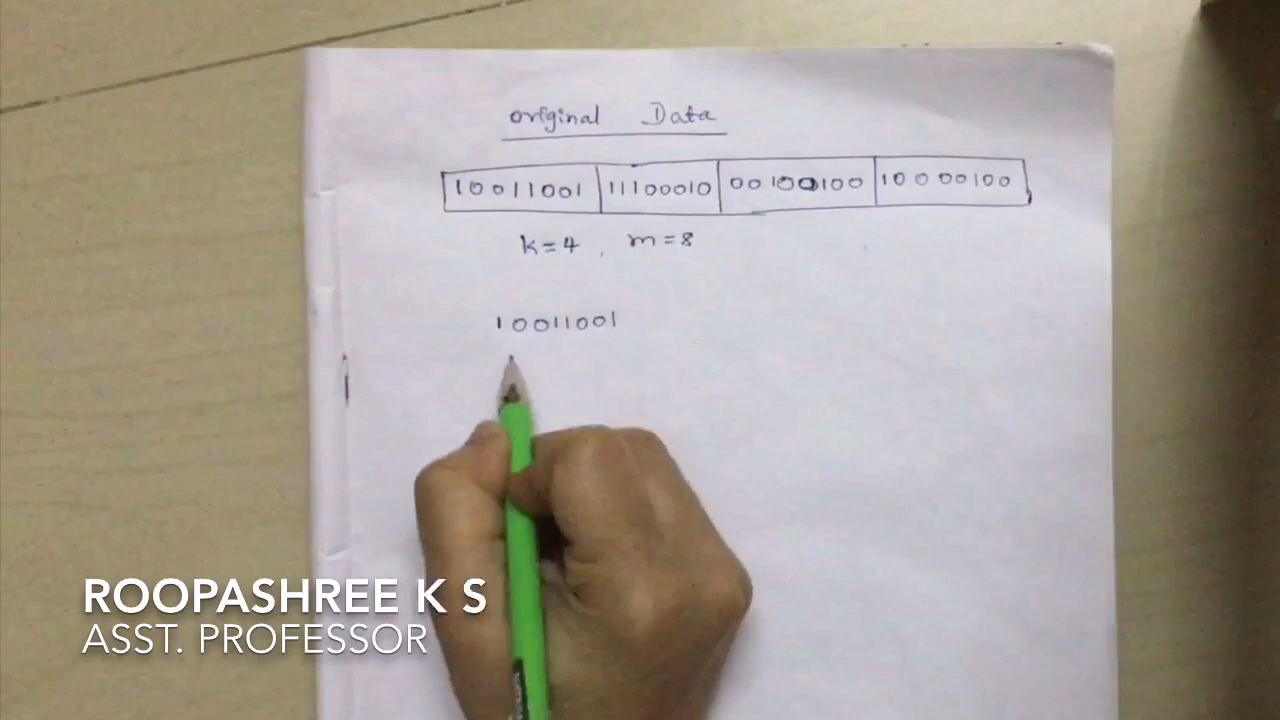 original Data
10011001 11100010 00100100 10000100
k=4 , m=8
10011001
ROOPASHREE K S
ASST. PROFESSOR